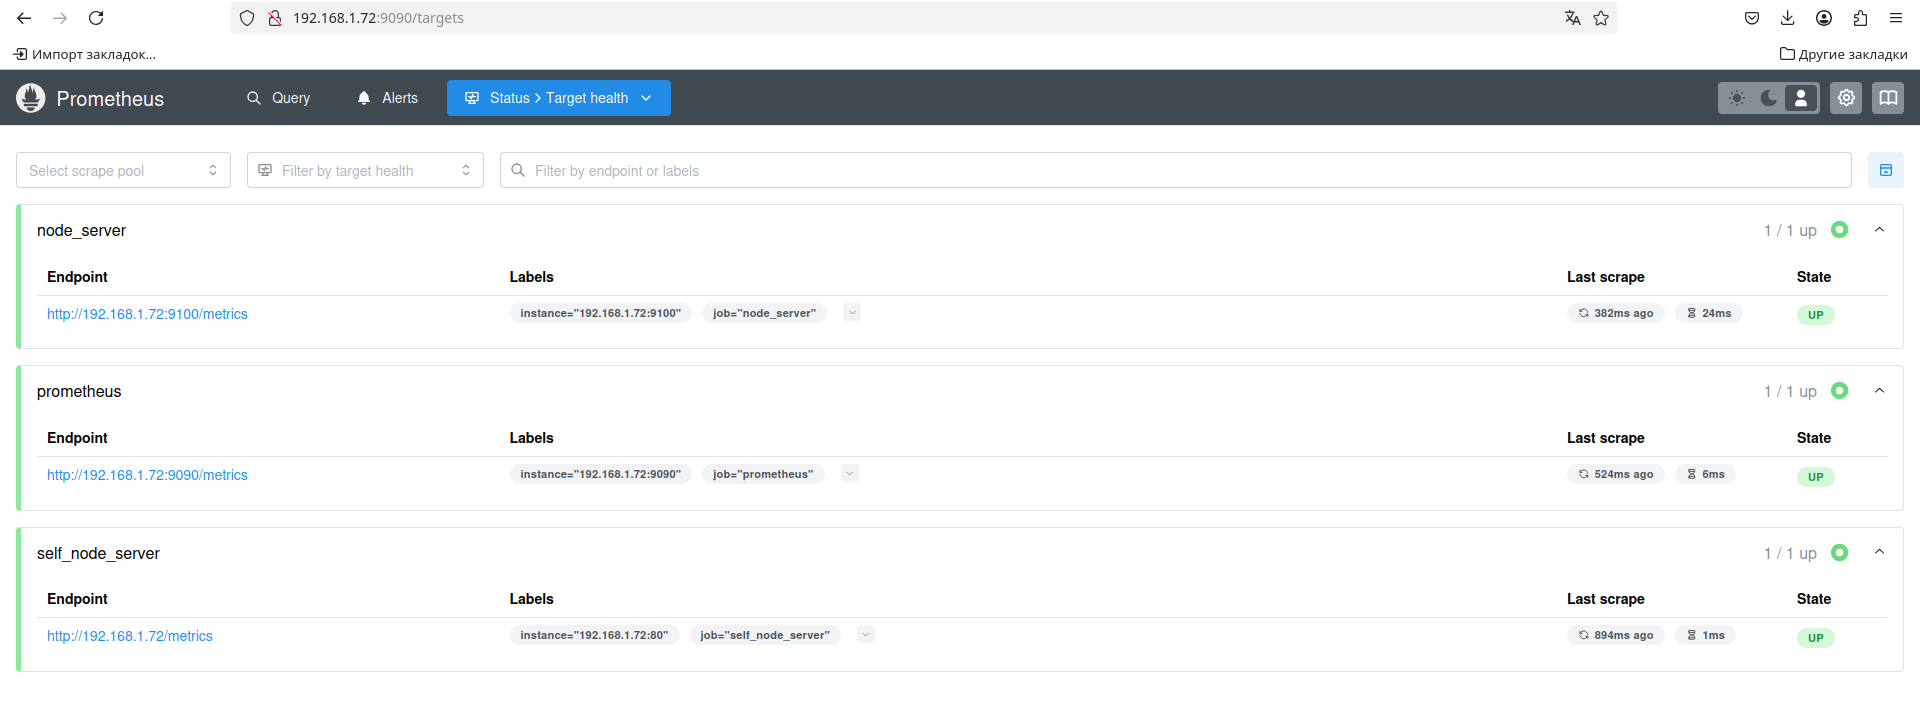 192.168.1.72:9090/targets
Импорт закладок...
Другие закладки
Prometheus Query Alerts Status > Target health
Select scrape pool Filter by target health Filter by endpoint or labels
node_server 1 / 1 up
Endpoint Labels Last scrape State
http://192.168.1.72:9100/metrics instance="192.168.1.72:9100" job="node_server" 382ms ago 24ms UP
prometheus 1 / 1 up
Endpoint Labels Last scrape State
http://192.168.1.72:9090/metrics instance="192.168.1.72:9090" job="prometheus" 524ms ago 6ms UP
self_node_server 1 / 1 up
Endpoint Labels Last scrape State
http://192.168.1.72/metrics instance="192.168.1.72:80" job="self_node_server" 894ms ago 1ms UP